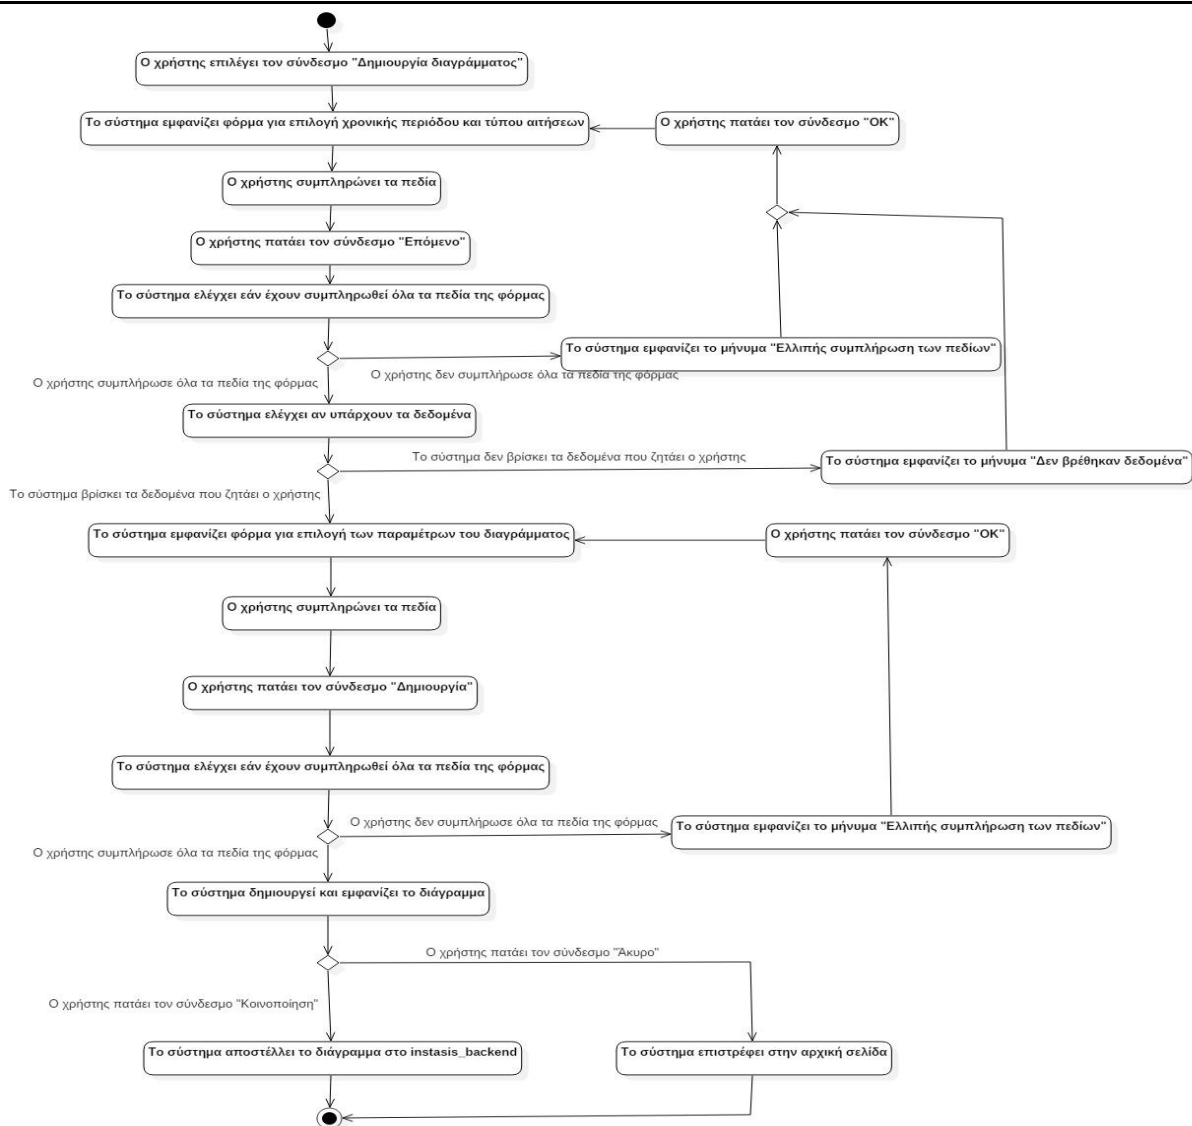 Ο χρήστης επιλέγει τον σύνδεσμο "Δημιουργία διαγράμματος"
Το σύστημα εμφανίζει φόρμα για επιλογή χρονικής περιόδου και τύπου αιτήσεων
Ο χρήστης πατάει τον σύνδεσμο "ΟΚ"
Ο χρήστης συμπληρώνει τα πεδία
Ο χρήστης πατάει τον σύνδεσμο "Επόμενο"
Το σύστημα ελέγχει εάν έχουν συμπληρωθεί όλα τα πεδία της φόρμας
Το σύστημα εμφανίζει το μήνυμα "Ελλιπής συμπλήρωση των πεδίων"
Ο χρήστης δεν συμπλήρωσε όλα τα πεδία της φόρμας
Ο χρήστης συμπλήρωσε όλα τα πεδία της φόρμας
Το σύστημα ελέγχει αν υπάρχουν τα δεδομένα
Το σύστημα δεν βρίσκει τα δεδομένα που ζητάει ο χρήστης
Το σύστημα εμφανίζει το μήνυμα "Δεν βρέθηκαν δεδομένα"
Το σύστημα βρίσκει τα δεδομένα που ζητάει ο χρήστης
Το σύστημα εμφανίζει φόρμα για επιλογή των παραμέτρων του διαγράμματος
Ο χρήστης πατάει τον σύνδεσμο "ΟΚ"
Ο χρήστης συμπληρώνει τα πεδία
Ο χρήστης πατάει τον σύνδεσμο "Δημιουργία"
Το σύστημα ελέγχει εάν έχουν συμπληρωθεί όλα τα πεδία της φόρμας
Ο χρήστης δεν συμπλήρωσε όλα τα πεδία της φόρμας
Το σύστημα εμφανίζει το μήνυμα "Ελλιπής συμπλήρωση των πεδίων"
Ο χρήστης συμπλήρωσε όλα τα πεδία της φόρμας
Το σύστημα δημιουργεί και εμφανίζει το διάγραμμα
Ο χρήστης πατάει τον σύνδεσμο "Άκυρο"
Ο χρήστης πατάει τον σύνδεσμο "Κοινοποίηση"
Το σύστημα αποστέλλει το διάγραμμα στο instasis_backend
Το σύστημα επιστρέφει στην αρχική σελίδα